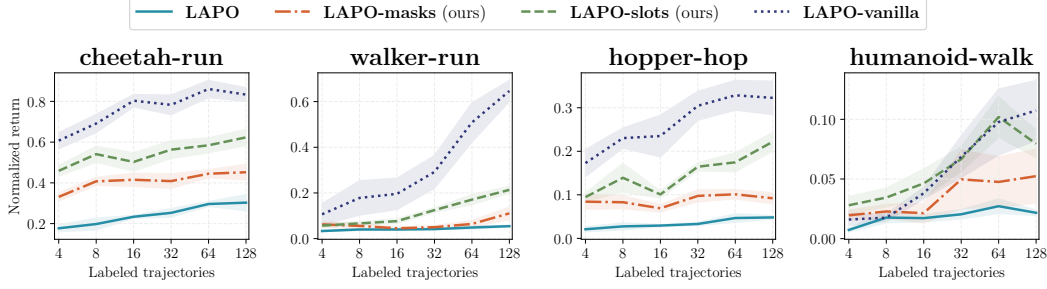 LAPO LAPO-masks (ours) LAPO-slots (ours) LAPO-vanilla
cheetah-run walker-run hopper-hop humanoid-walk
Normalized return
0.8
0.6
0.4
0.2
4 8 16 32 64 128
Labeled trajectories
0.6
0.4
0.2
0.0
4 8 16 32 64 128
Labeled trajectories
0.3
0.2
0.1
0.0
4 8 16 32 64 128
Labeled trajectories
0.10
0.05
0.00
4 8 16 32 64 128
Labeled trajectories